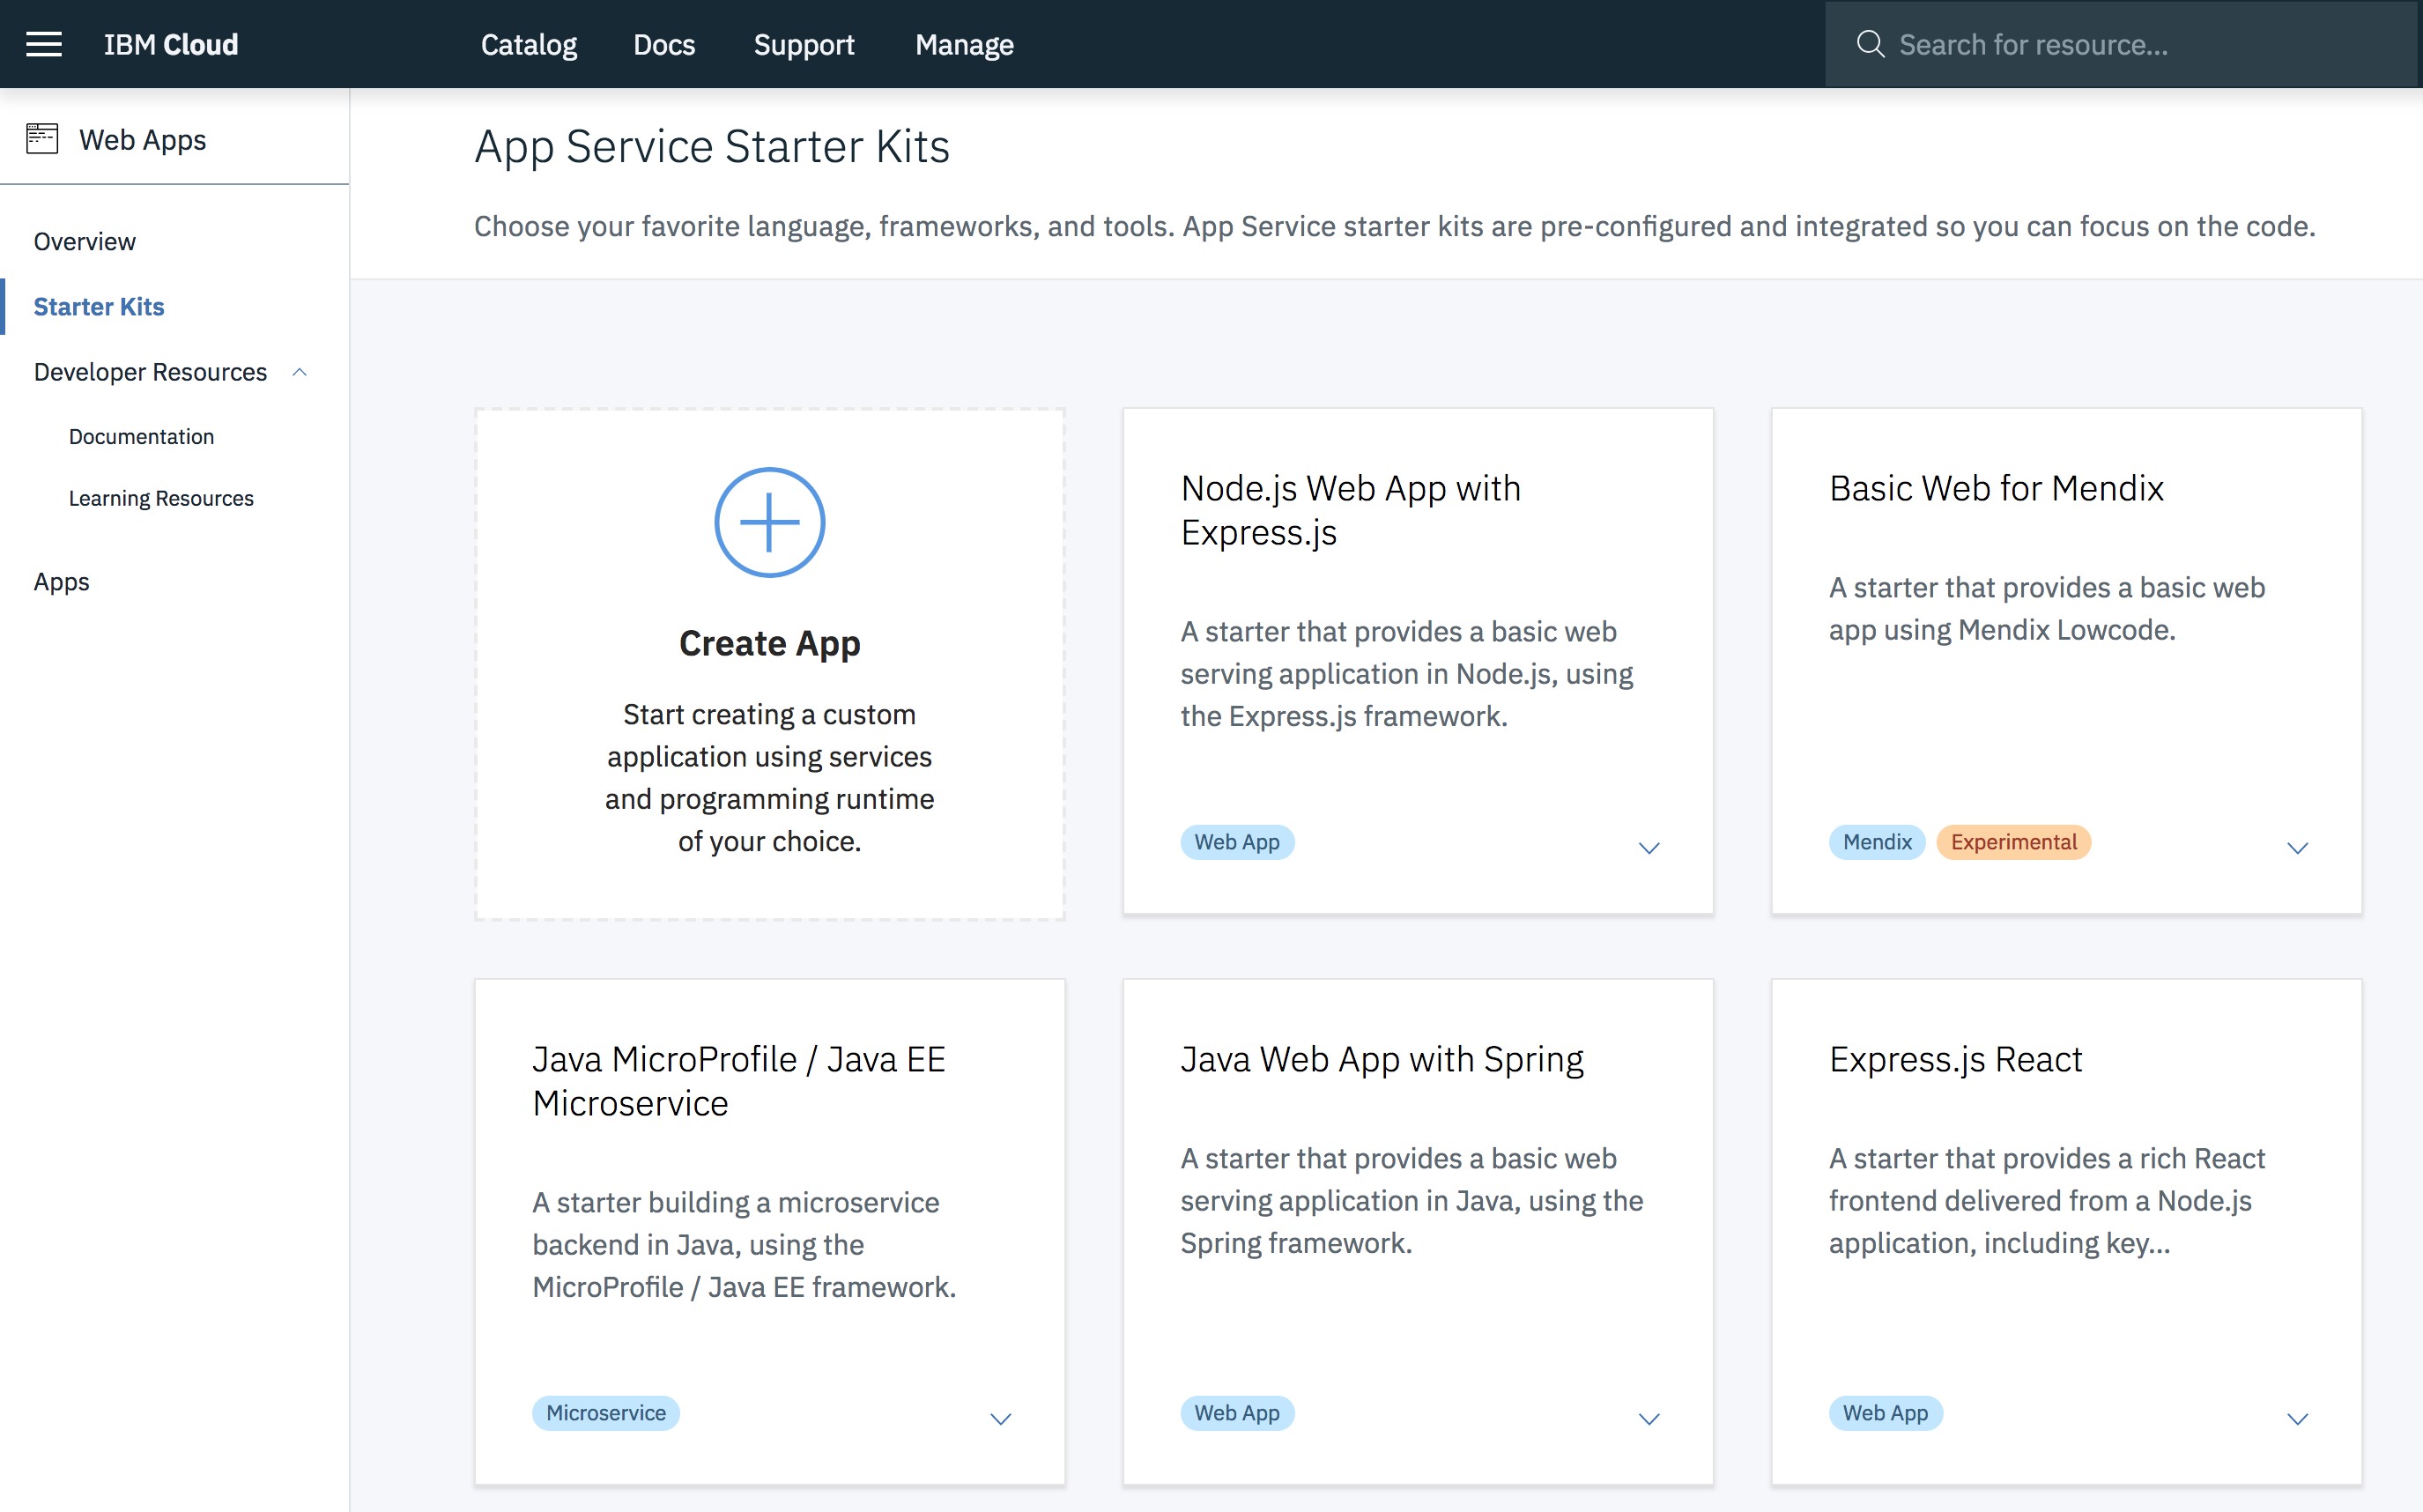 IBM Cloud
Catalog
Docs
Support
Manage
Search for resource...
Web Apps
Overview
Starter Kits
Developer Resources
Documentation
Learning Resources
Apps
App Service Starter Kits
Choose your favorite language, frameworks, and tools. App Service starter kits are pre-configured and integrated so you can focus on the code.
Create App
Start creating a custom
application using services
and programming runtime
of your choice.
Node.js Web App with
Express.js
A starter that provides a basic web
serving application in Node.js, using
the Express.js framework.
Web App
Basic Web for Mendix
A starter that provides a basic web
app using Mendix Lowcode.
Mendix
Experimental
Java MicroProfile / Java EE
Microservice
A starter building a microservice
backend in Java, using the
MicroProfile / Java EE framework.
Microservice
Java Web App with Spring
A starter that provides a basic web
serving application in Java, using the
Spring framework.
Web App
Express.js React
A starter that provides a rich React
frontend delivered from a Node.js
application, including key...
Web App